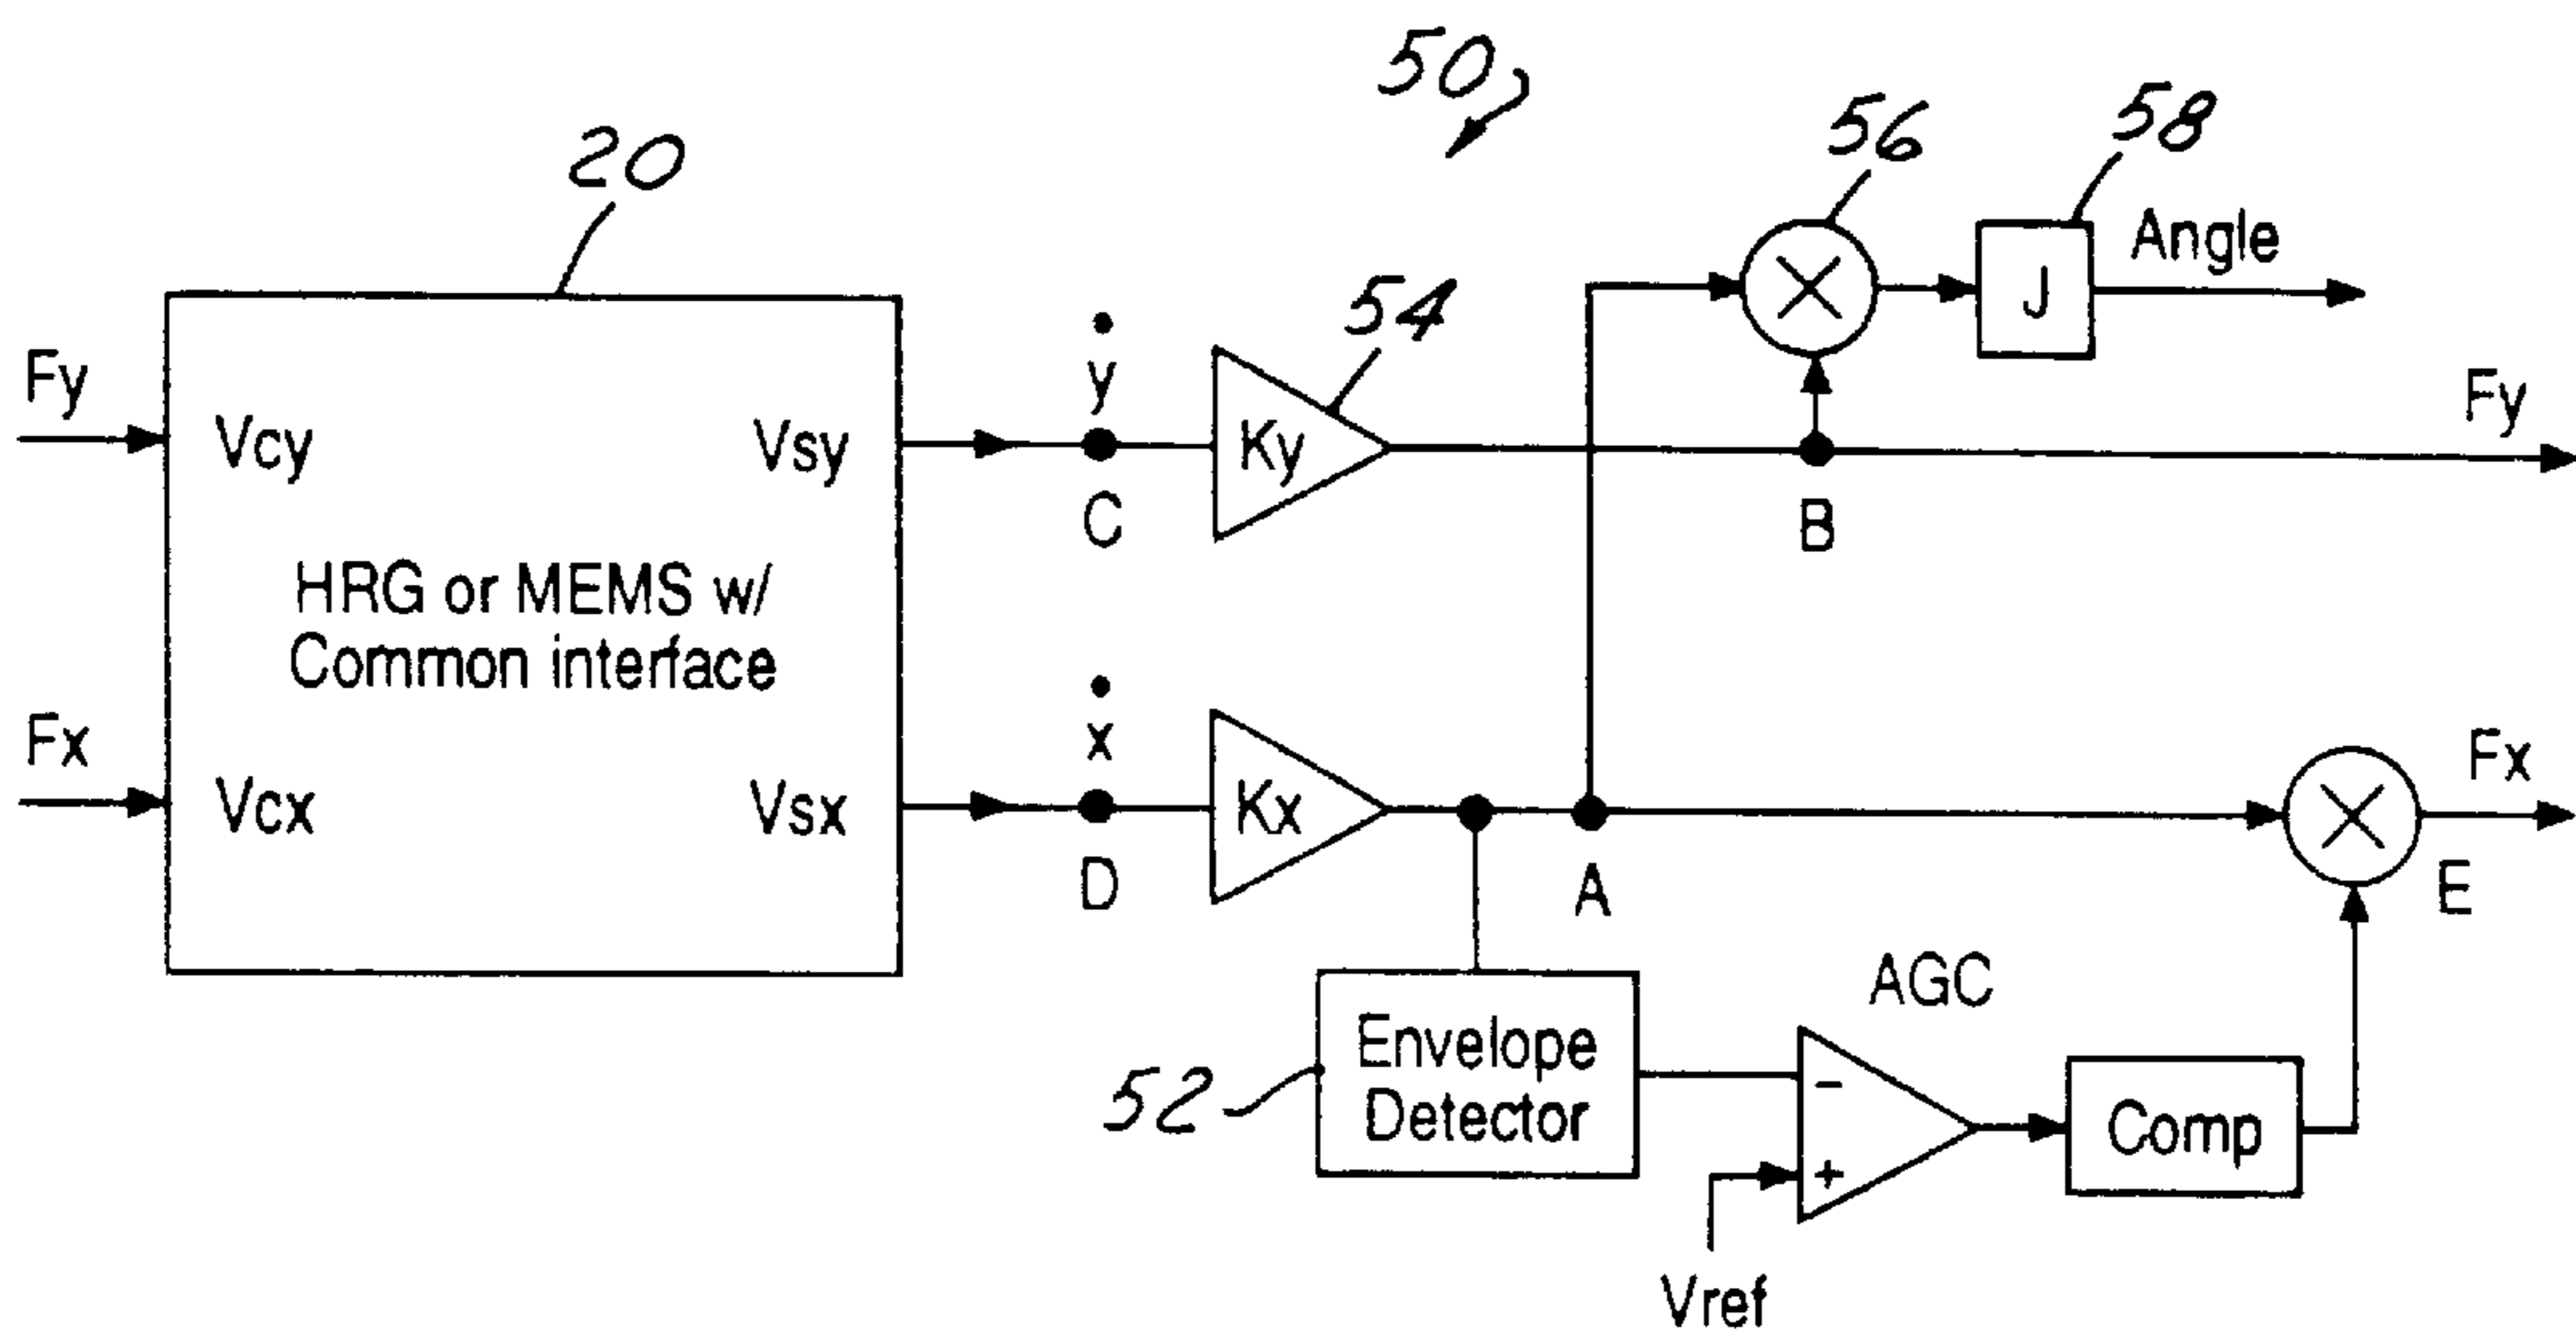 50
20
56
58
Angle
54
Fy
Vcy
Vsy
y
C
Ky
J
B
Fy
HRG or MEMS w/
Common interface
Fx
Vcx
Vsx
x
D
Kx
A
Fx
E
52
Envelope
Detector
AGC
-
+
Comp
Vref